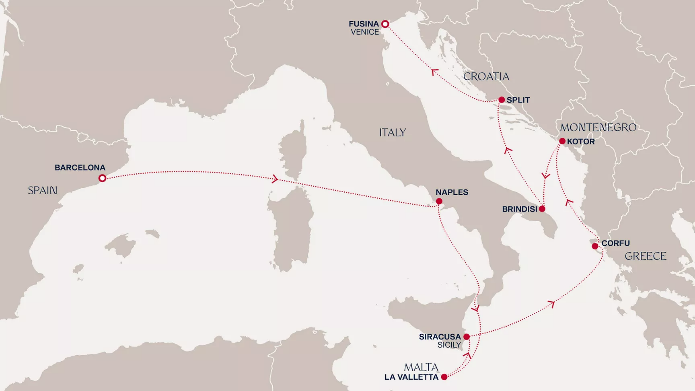 FUSINA
VENICE
CROATIA
SPLIT
ITALY
MONTENEGRO
KOTOR
BARCELONA
SPAIN
NAPLES
BRINDISI
CORFU
GREECE
SIRACUSA
SICILY
MALTA
LA VALLETTA